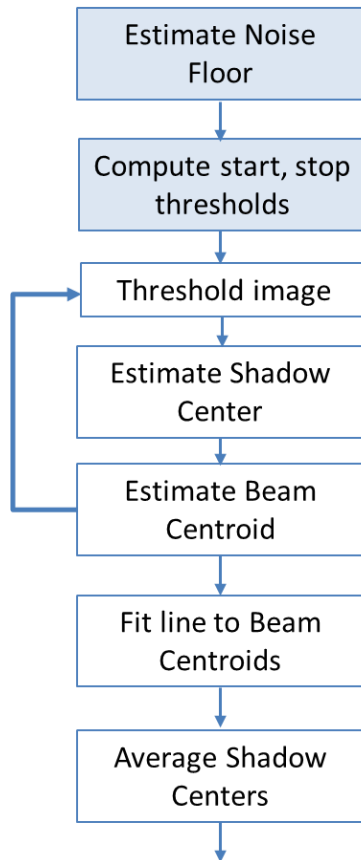 Estimate Noise
Floor
Compute start, stop
thresholds
Threshold image
Estimate Shadow
Center
Estimate Beam
Centroid
Fit line to Beam
Centroids
Average Shadow
Centers